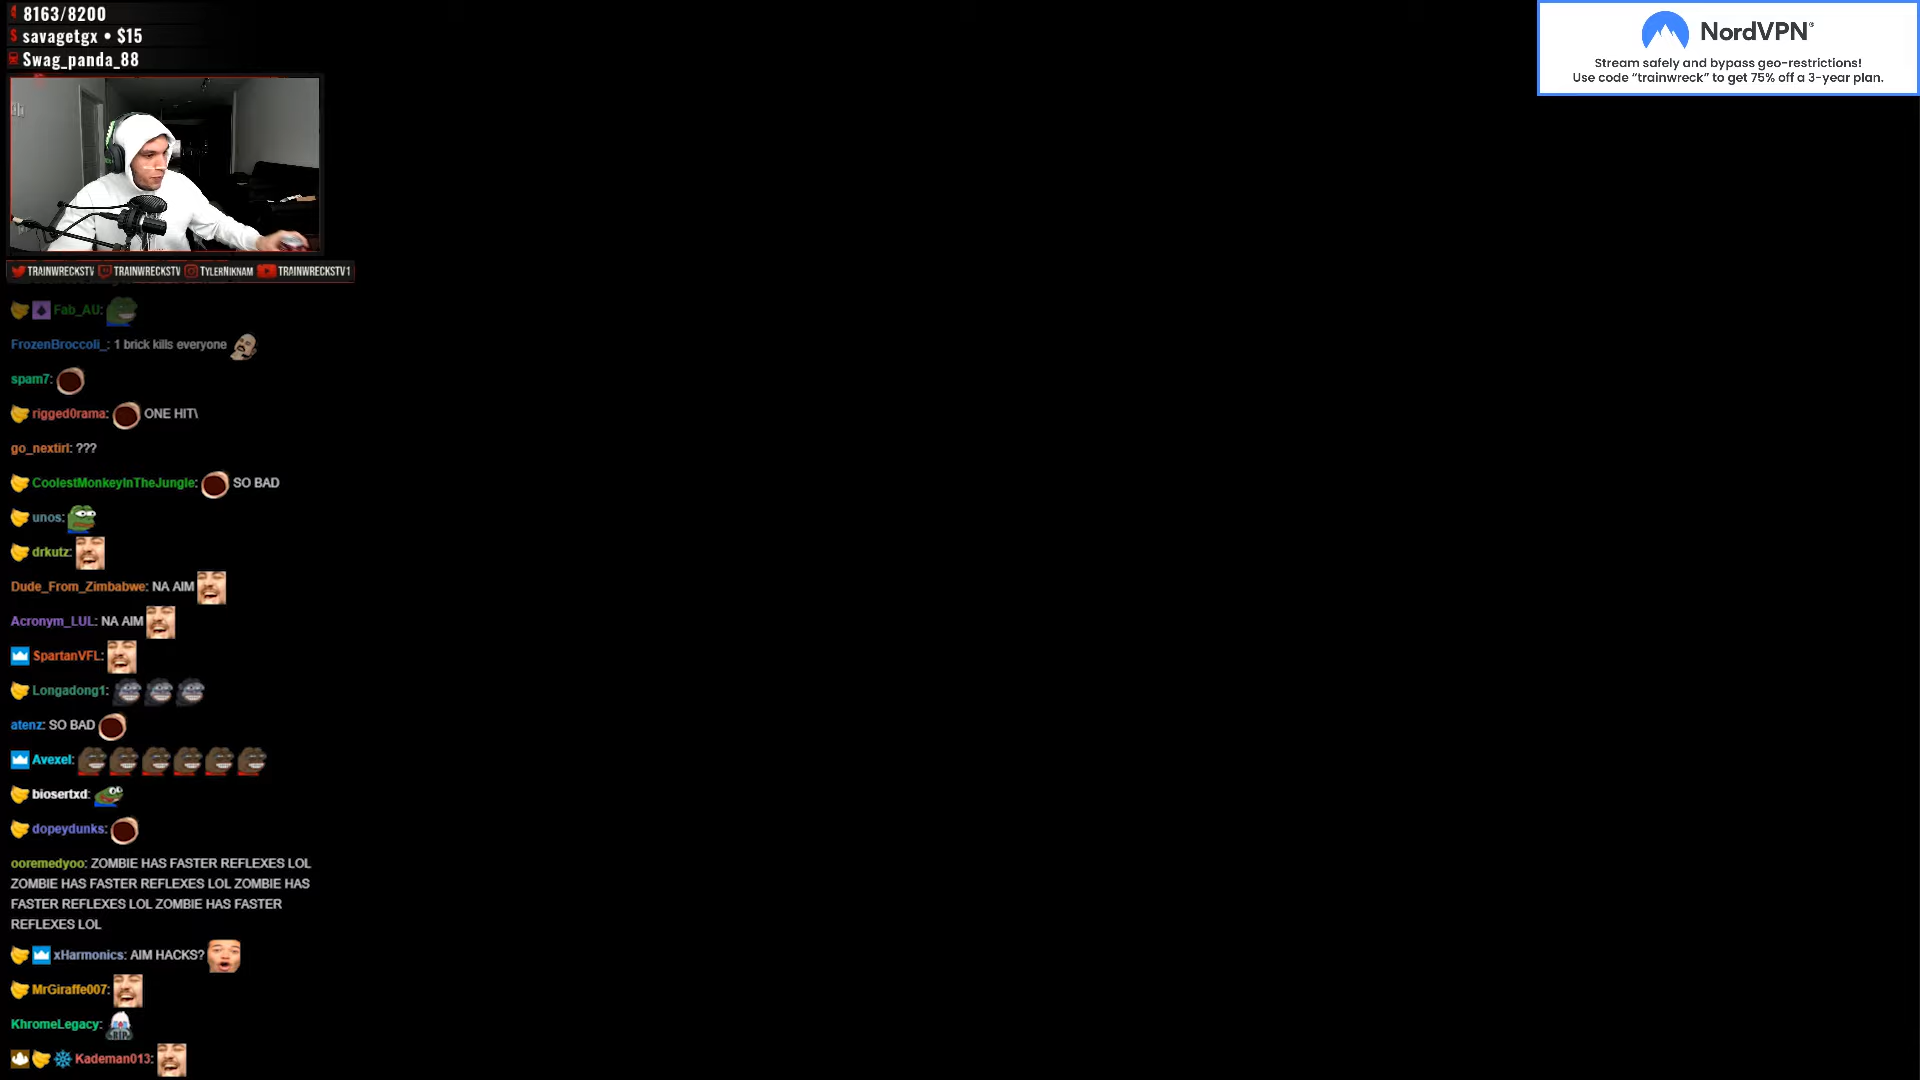 8163/8200
savagetgx • $15
Swag_panda_88
NordVPN®
Stream safely and bypass geo-restrictions!
Use code “trainwreck” to get 75% off a 3-year plan.
TRAINWRECKSTV TRAINWRECKSTV TYLERNIKNAM TRAINWRECKSTV1
Fab_AU:
FrozenBroccoli_: 1 brick kills everyone
spam7:
rigged0rama: ONE HIT\
go_nextirl: ???
CoolestMonkeyInTheJungle: SO BAD
unos:
drkutz:
Dude_From_Zimbabwe: NA AIM
Acronym_LUL: NA AIM
SpartanVFL:
Longadong1:
atenz: SO BAD
Avexel:
biosertxd:
dopeydunks:
ooremedyoo: ZOMBIE HAS FASTER REFLEXES LOL
ZOMBIE HAS FASTER REFLEXES LOL ZOMBIE HAS
FASTER REFLEXES LOL ZOMBIE HAS FASTER
REFLEXES LOL
xHarmonics: AIM HACKS?
MrGiraffe007:
KhromeLegacy:
RIP
Kademan013: